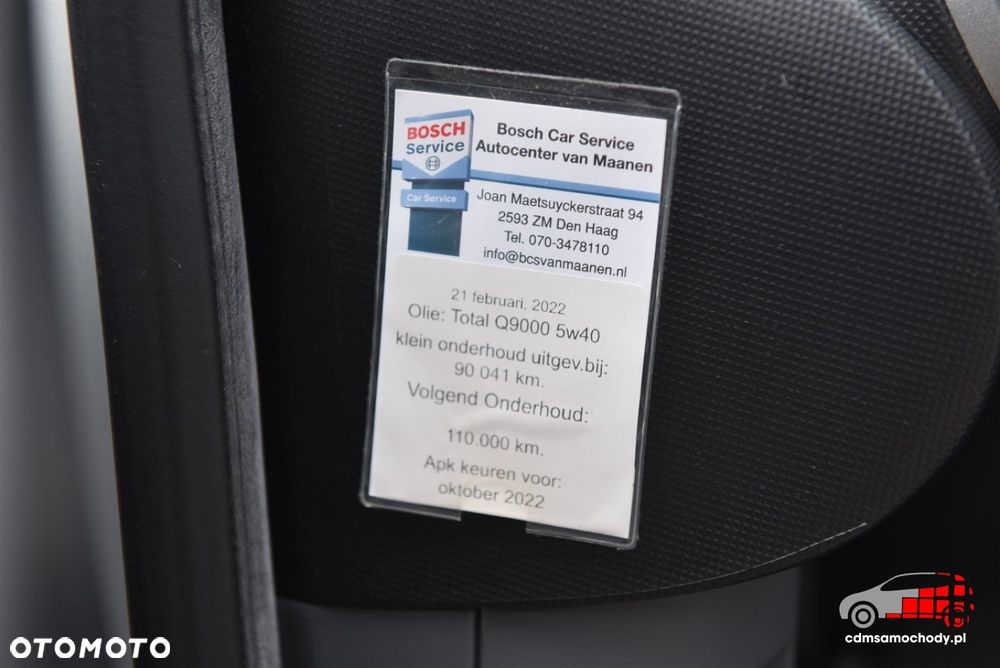 BOSCH
Service
Car Service
Bosch Car Service
Autocenter van Maanen
Joan Maetsuyckerstraat 94
2593 ZM Den Haag
Tel. 070-3478110
info@bcsvanmaanen.nl
21 februari, 2022
Olie: Total Q9000 5w40
klein onderhoud uitgev.bij:
90.041 km.
Volgend Onderhoud:
110.000 km.
Apk keuren voor:
oktober 2022
OTOMOTO
cdmsamochody.pl